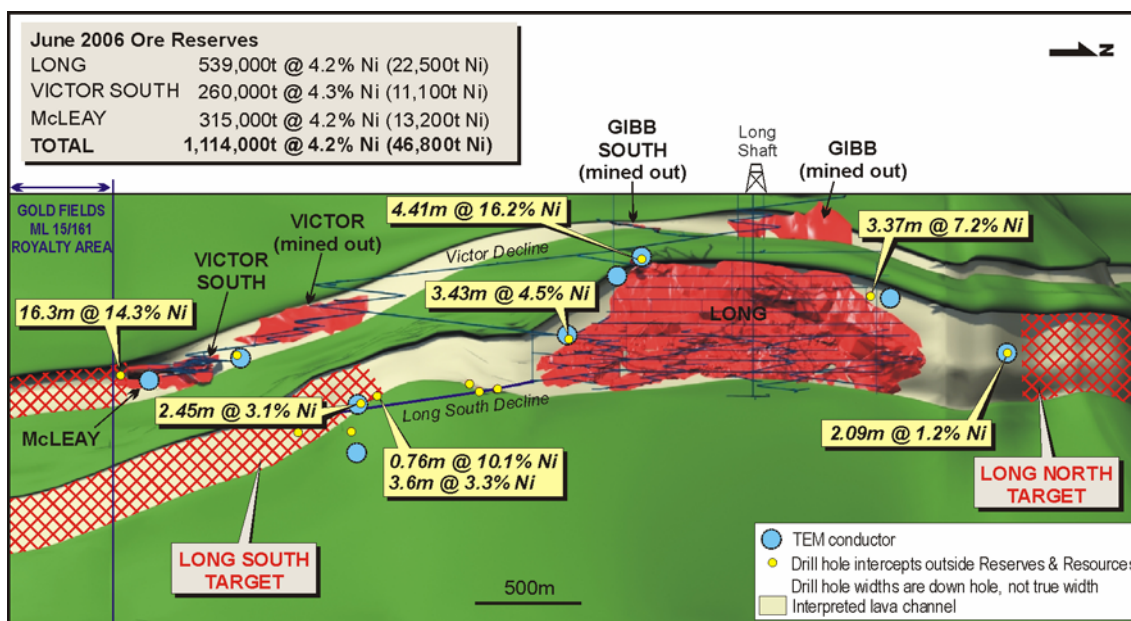 June 2006 Ore Reserves
LONG 539,000t @ 4.2% Ni (22,500t Ni)
VICTOR SOUTH 260,000t @ 4.3% Ni (11,100t Ni)
McLEAY 315,000t @ 4.2% Ni (13,200t Ni)
TOTAL 1,114,000t @ 4.2% Ni (46,800t Ni)
N
GIBB
SOUTH
(mined out)
Long
Shaft
GIBB
(mined out)
GOLD FIELDS
ML 15/161
ROYALTY AREA
VICTOR
(mined out)
4.41m @ 16.2% Ni
3.37m @ 7.2% Ni
Victor Decline
VICTOR
SOUTH
16.3m @ 14.3% Ni
3.43m @ 4.5% Ni
LONG
2.45m @ 3.1% Ni
Long South Decline
McLEAY
2.09m @ 1.2% Ni
0.76m @ 10.1% Ni
3.6m @ 3.3% Ni
LONG NORTH
TARGET
LONG SOUTH
TARGET
500m
TEM conductor
Drill hole intercepts outside Reserves & Resources
Drill hole widths are down hole, not true width
Interpreted lava channel